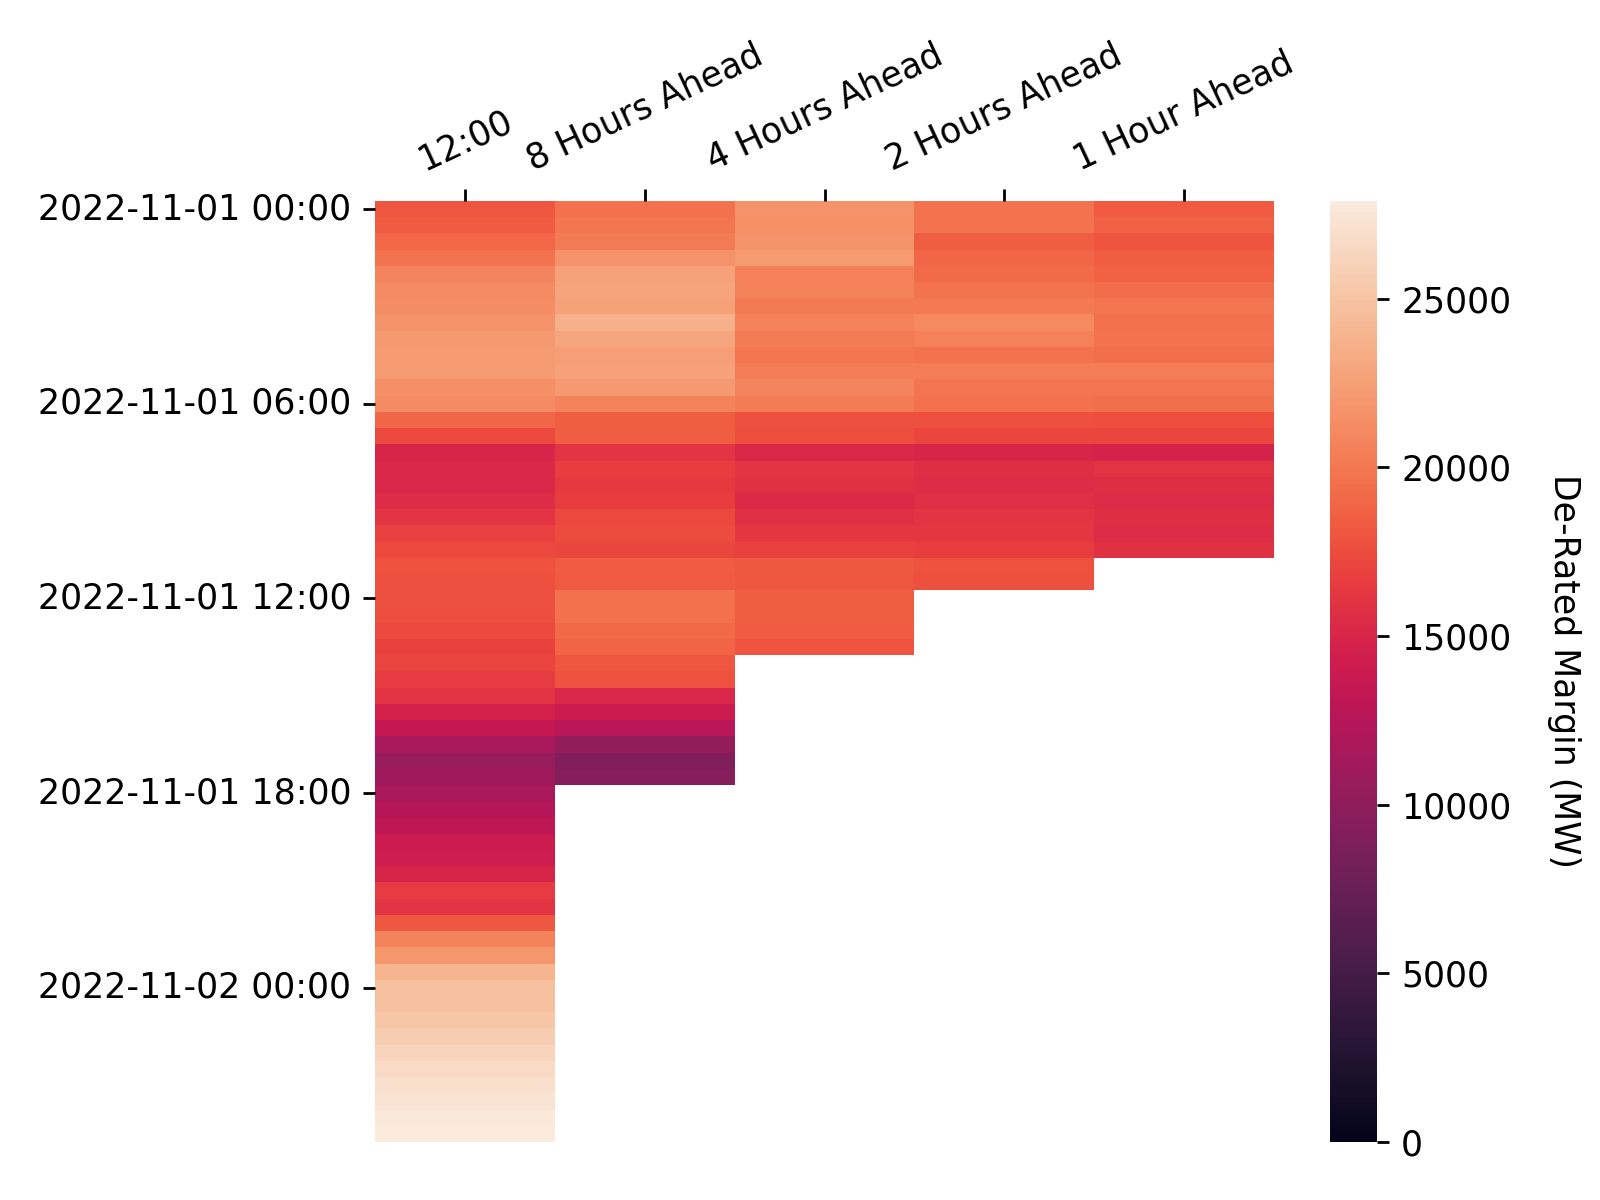 12:00
8 Hours Ahead
4 Hours Ahead
2 Hours Ahead
1 Hour Ahead
2022-11-01 00:00
2022-11-01 06:00
2022-11-01 12:00
2022-11-01 18:00
2022-11-02 00:00
25000
20000
15000
10000
5000
0
De-Rated Margin (MW)